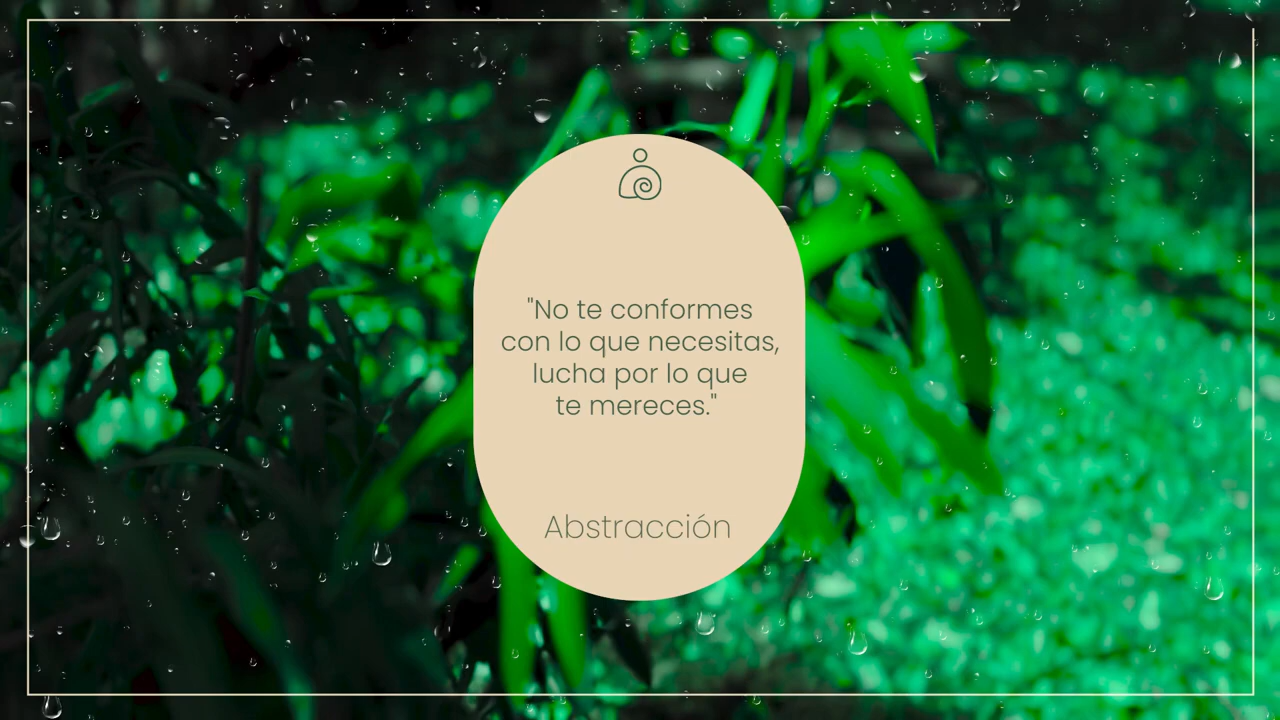 "No te conformes
con lo que necesitas,
lucha por lo que
te mereces."
Abstracción